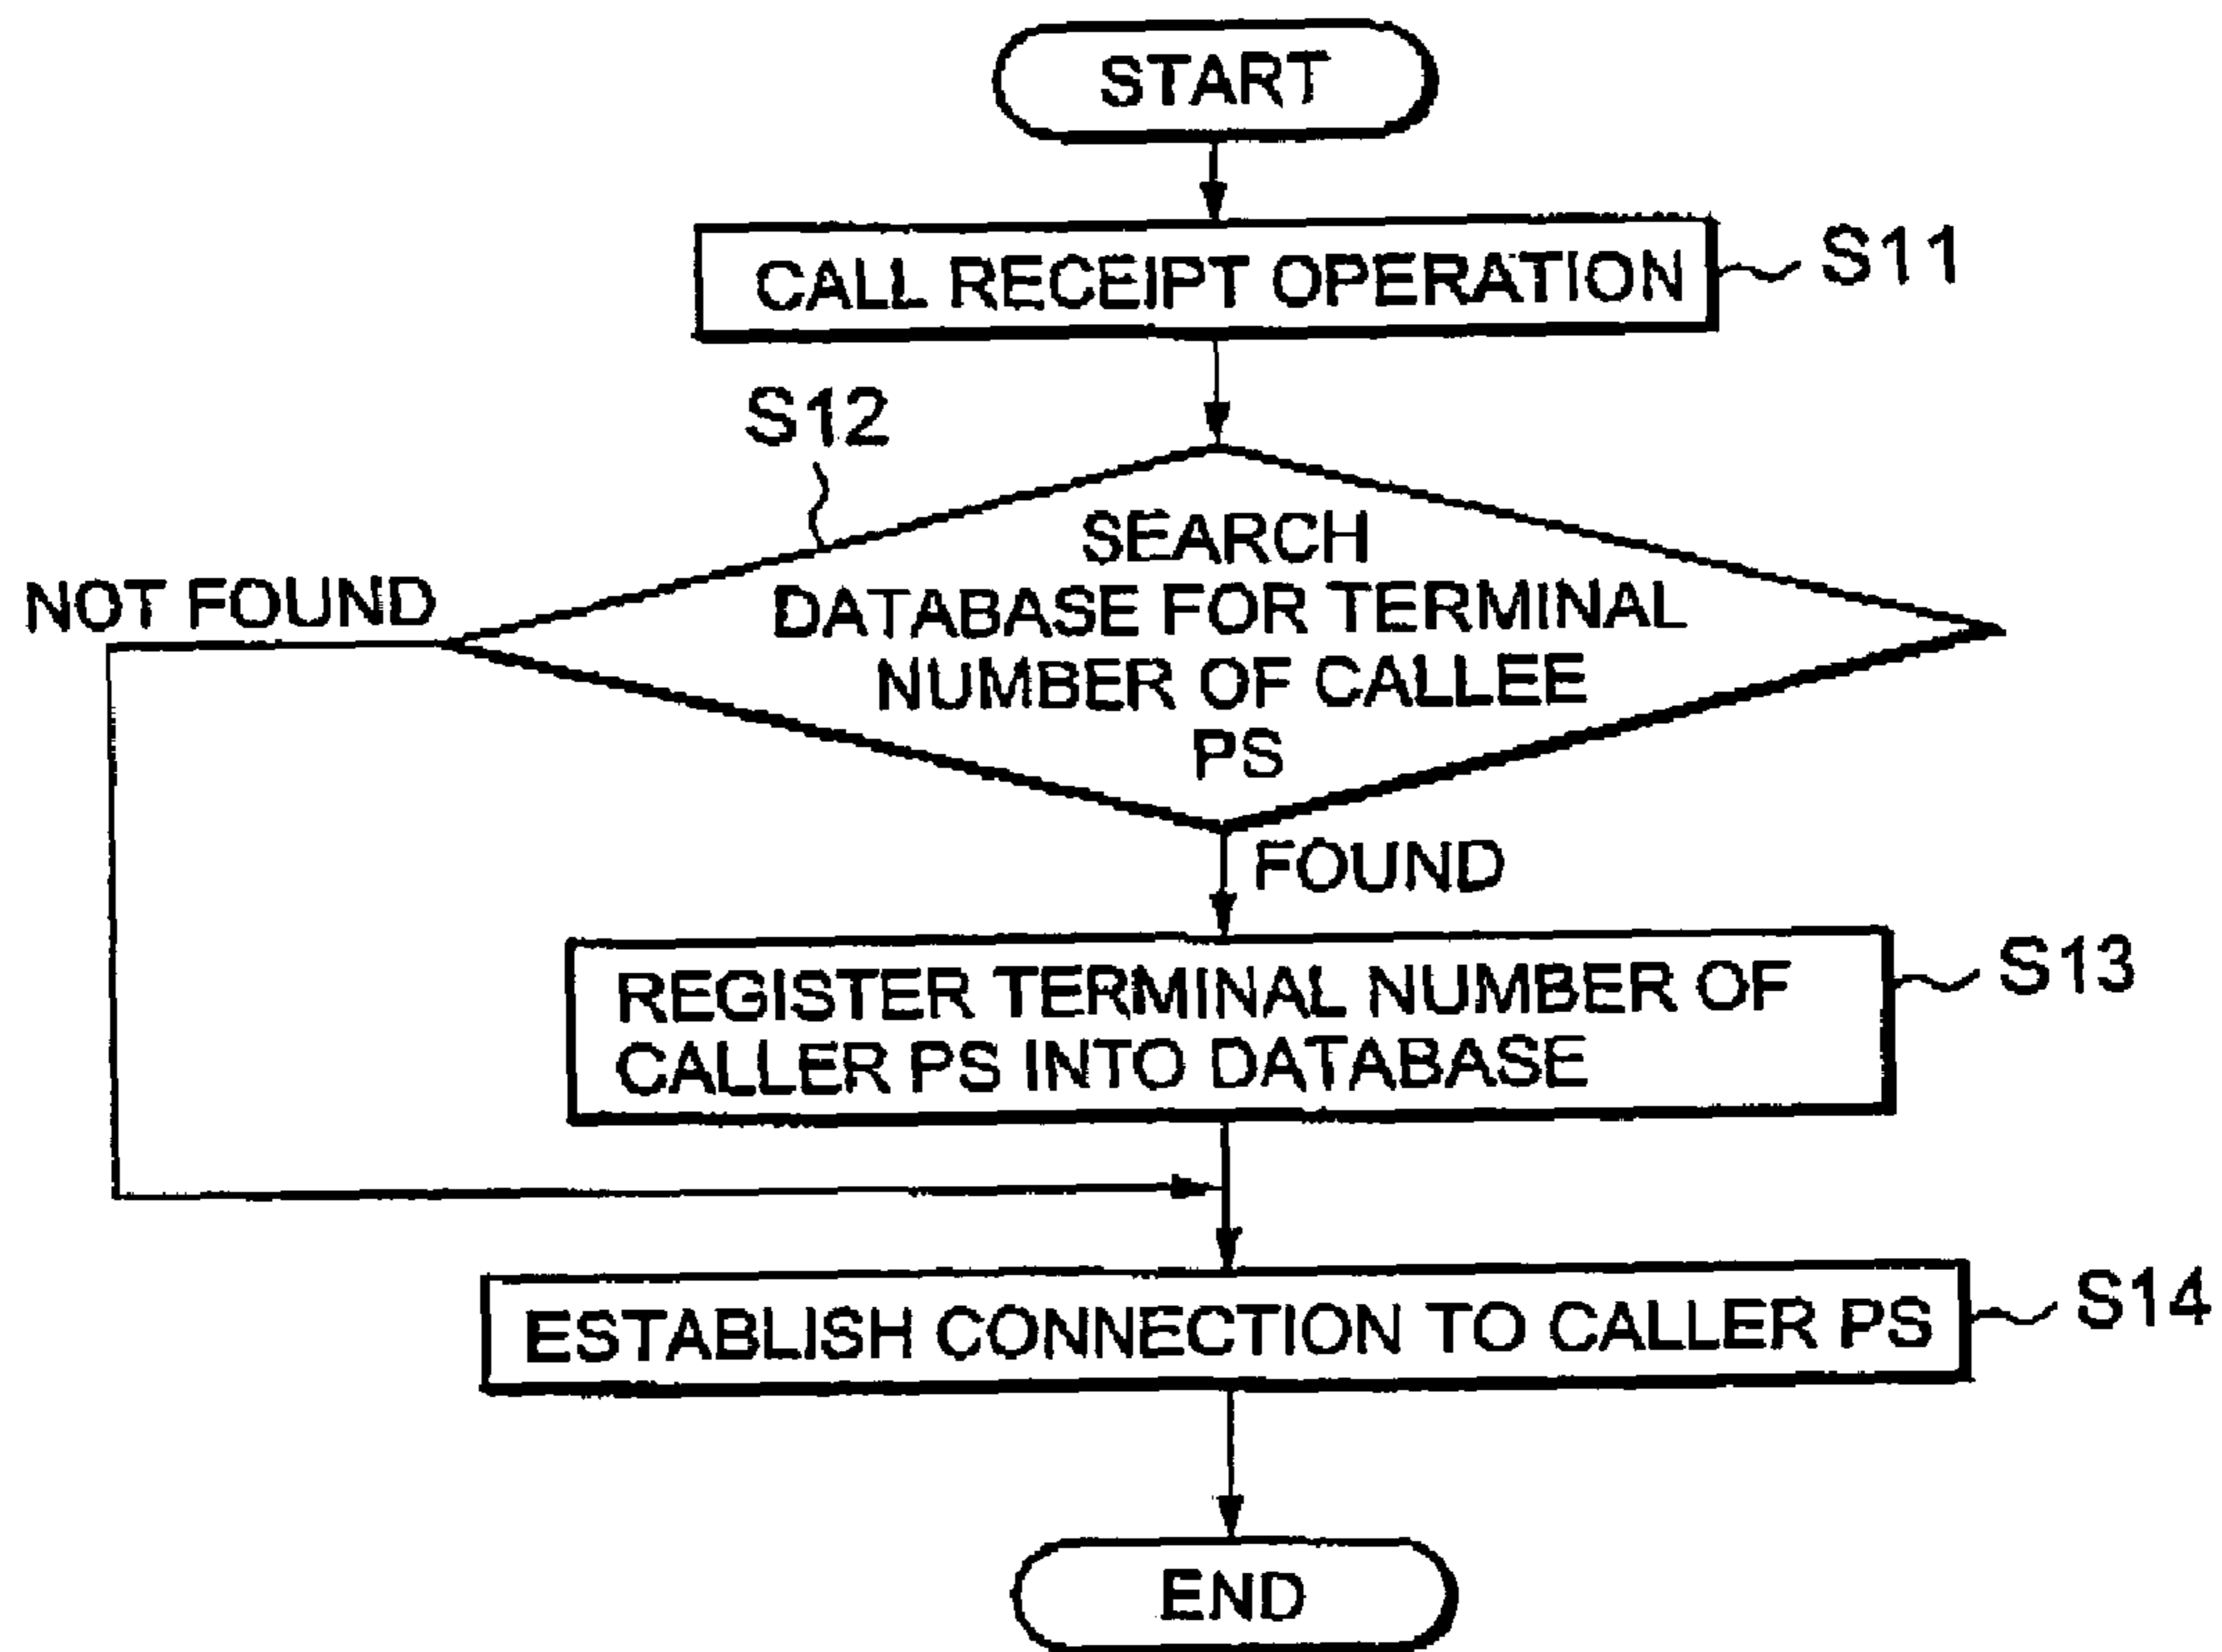 START
CALL RECEIPT OPERATION
S11
S12
SEARCH
DATABASE FOR TERMINAL
NUMBER OF CALLEE
PS
NOT FOUND
FOUND
REGISTER TERMINAL NUMBER OF
CALLER PS INTO DATABASE
S13
ESTABLISH CONNECTION TO CALLER PS
S14
END